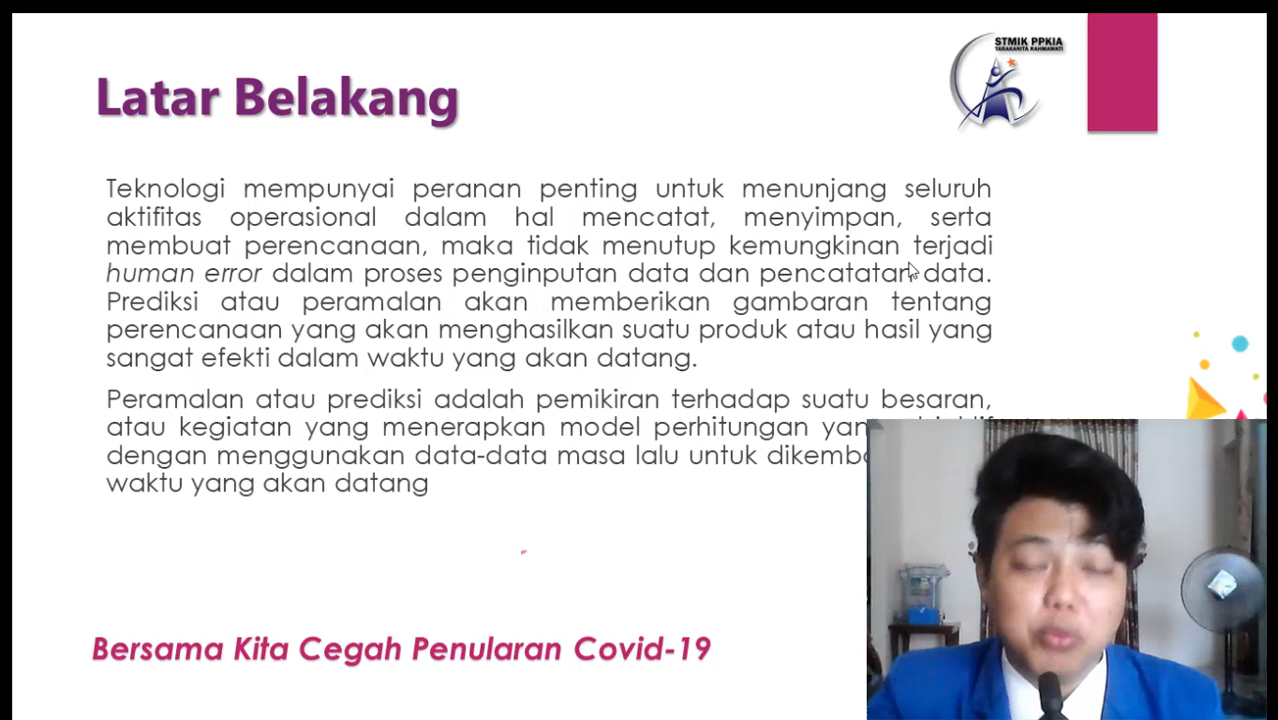 STMIK PPKIA
TARAKANITA RAHMAWATI
Latar Belakang
Teknologi mempunyai peranan penting untuk menunjang seluruh
aktifitas operasional dalam hal mencatat, menyimpan, serta
membuat perencanaan, maka tidak menutup kemungkinan terjadi
human error dalam proses penginputan data dan pencatatan data.
Prediksi atau peramalan akan memberikan gambaran tentang
perencanaan yang akan menghasilkan suatu produk atau hasil yang
sangat efekti dalam waktu yang akan datang.
Peramalan atau prediksi adalah pemikiran terhadap suatu besaran,
atau kegiatan yang menerapkan model perhitungan
dengan menggunakan data-data masa lalu untuk
waktu yang akan datang
Bersama Kita Cegah Penularan Covid-19